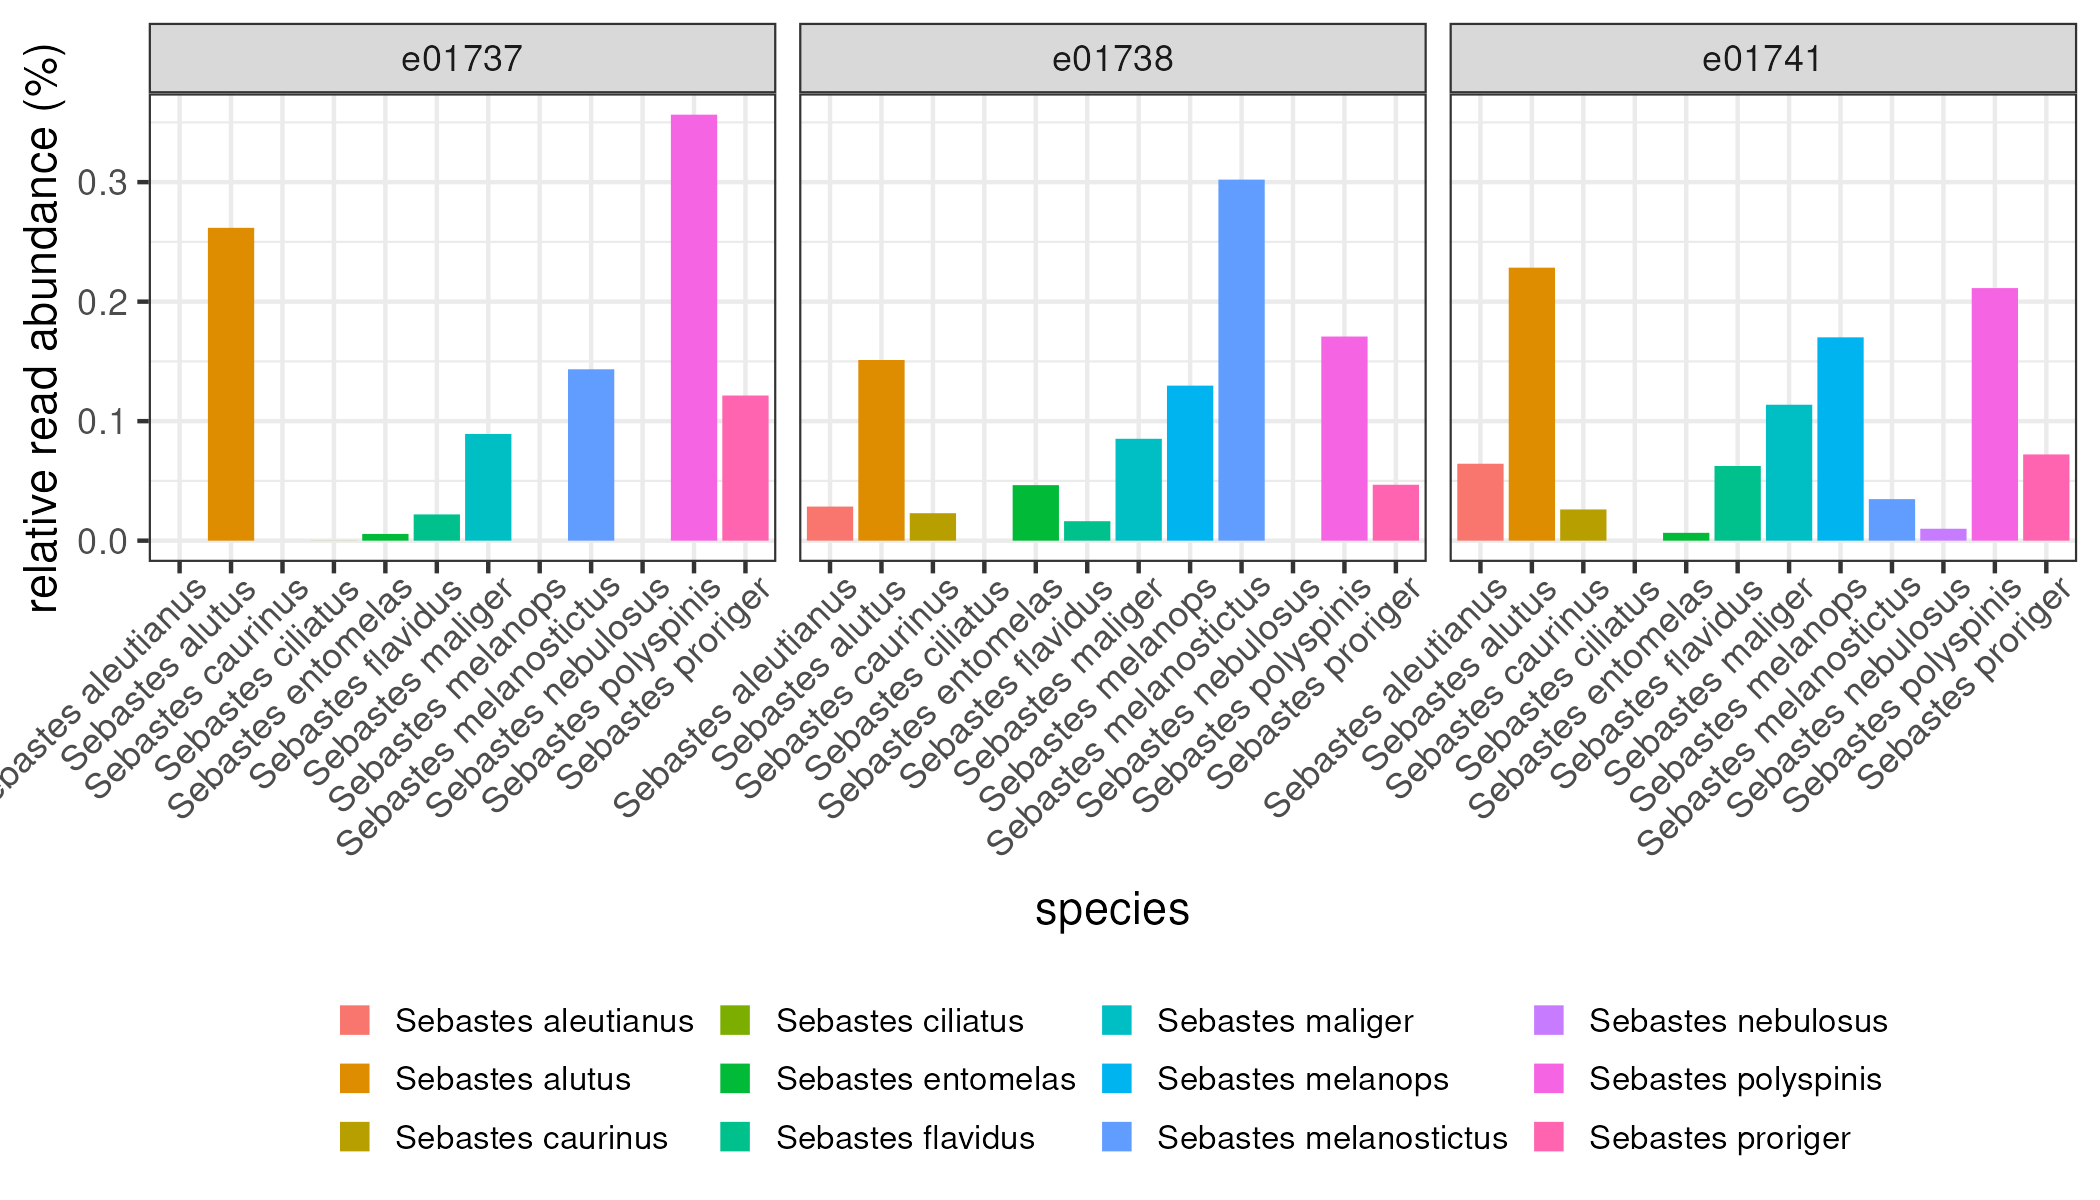 e01737
e01738
e01741
relative read abundance (%)
0.3
0.2
0.1
0.0
ebastes aleutianus
Sebastes alutus
Sebastes caurinus
Sebastes ciliatus
Sebastes entomelas
Sebastes flavidus
Sebastes maliger
Sebastes melanops
Sebastes melanostictus
Sebastes nebulosus
Sebastes polyspinis
Sebastes proriger
Sebastes aleutianus
Sebastes alutus
Sebastes caurinus
Sebastes ciliatus
Sebastes entomelas
Sebastes flavidus
Sebastes maliger
Sebastes melanops
Sebastes melanostictus
Sebastes nebulosus
Sebastes polyspinis
Sebastes proriger
Sebastes aleutianus
Sebastes alutus
Sebastes caurinus
Sebastes ciliatus
Sebastes entomelas
Sebastes flavidus
Sebastes maliger
Sebastes melanops
Sebastes melanostictus
Sebastes nebulosus
Sebastes polyspinis
Sebastes proriger
species
Sebastes aleutianus
Sebastes ciliatus
Sebastes maliger
Sebastes nebulosus
Sebastes alutus
Sebastes entomelas
Sebastes melanops
Sebastes polyspinis
Sebastes caurinus
Sebastes flavidus
Sebastes melanostictus
Sebastes proriger